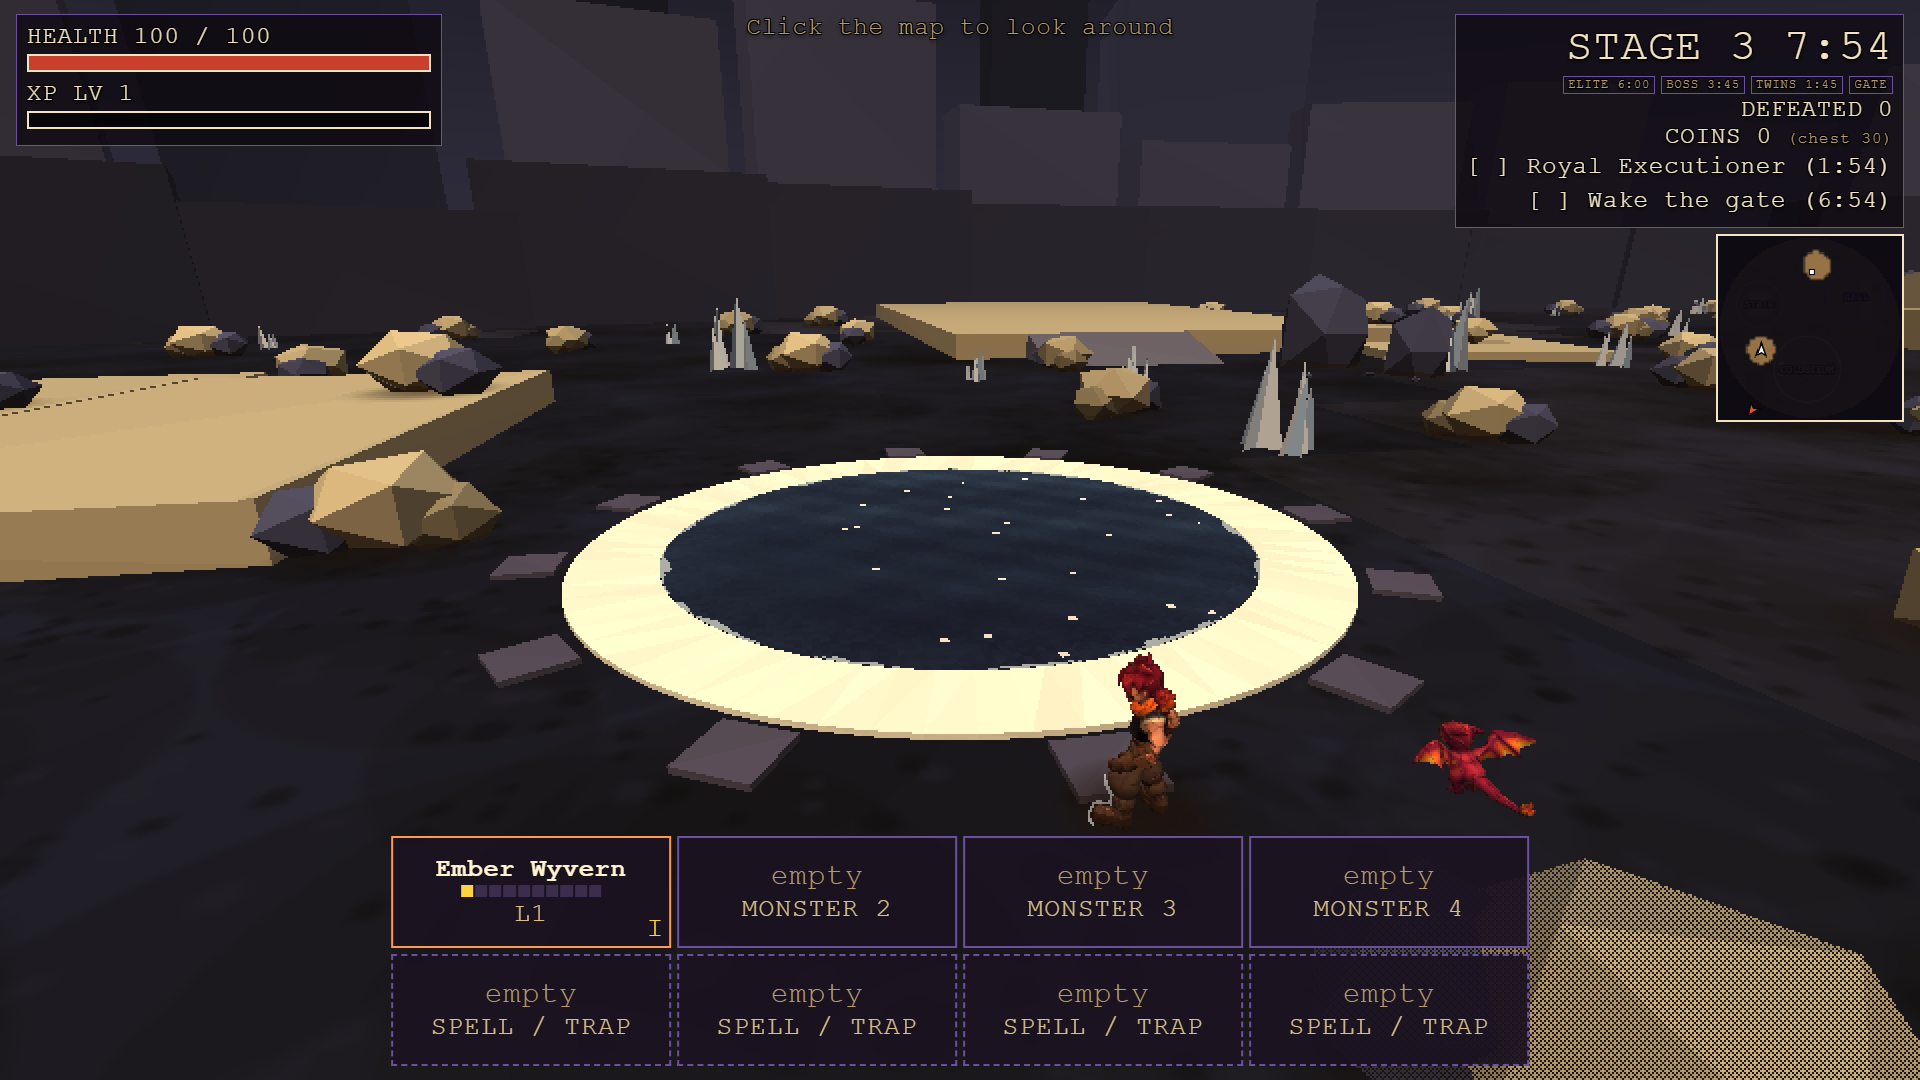 HEALTH 100 / 100
XP LV 1
Click the map to look around
STAGE 3 7:54
ELITE 6:00 BOSS 3:45 TWINS 1:45 GATE
DEFEATED 0
COINS 0 (chest 30)
[ ] Royal Executioner (1:54)
[ ] Wake the gate (6:54)
Ember Wyvern
L1
I
empty
MONSTER 2
empty
MONSTER 3
empty
MONSTER 4
empty
SPELL / TRAP
empty
SPELL / TRAP
empty
SPELL / TRAP
empty
SPELL / TRAP